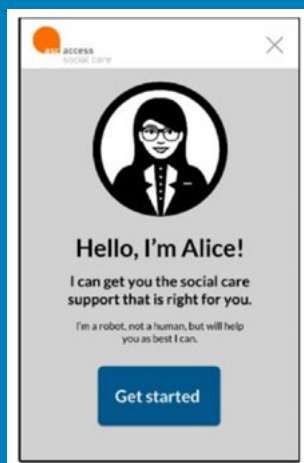 asc access
social care
Hello, I'm Alice!
I can get you the social care
support that is right for you.
I'm a robot, not a human, but will help
you as best I can.
Get started